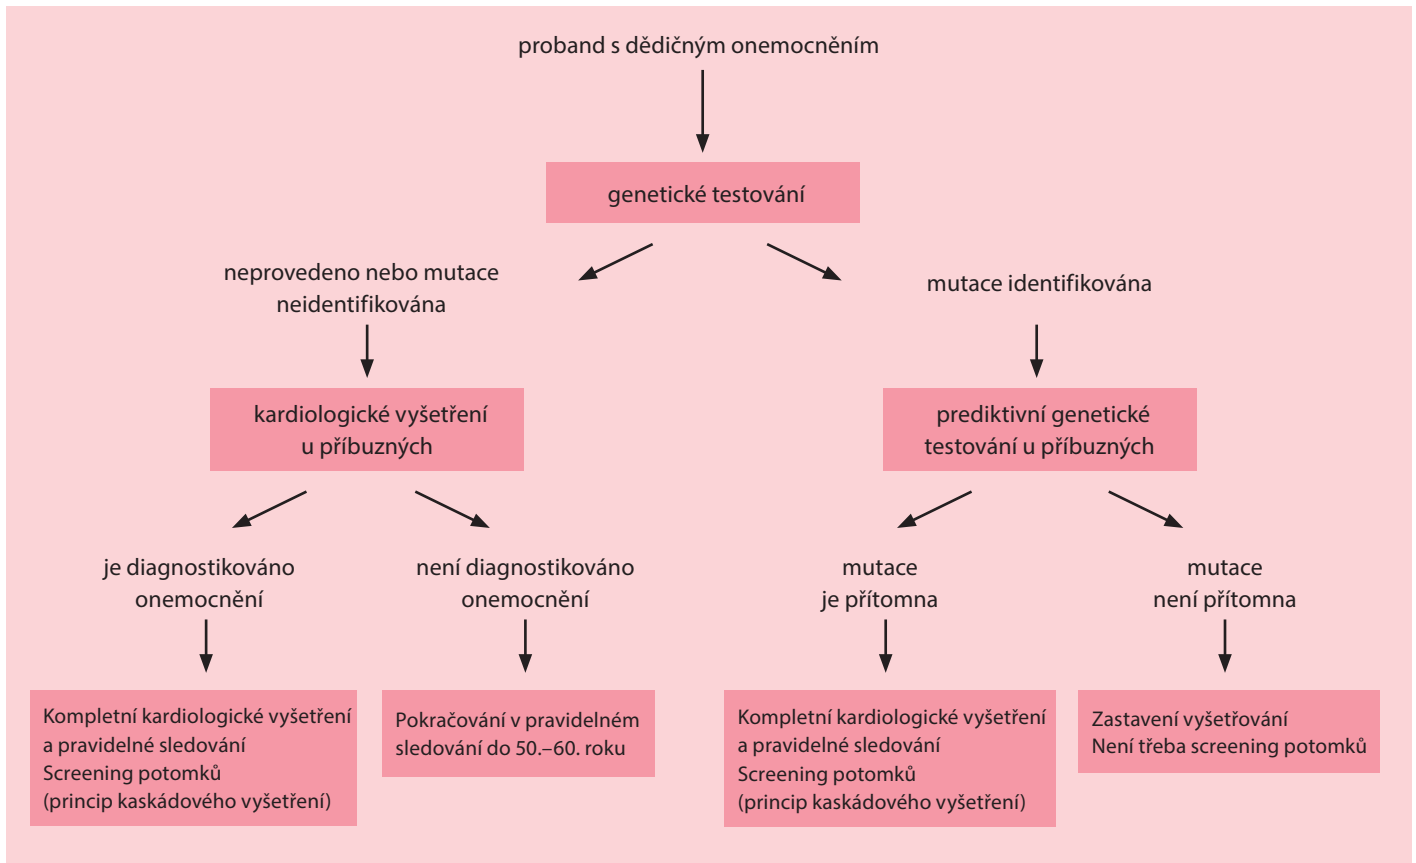 proband s dědičným onemocněním
genetické testování
neprovedeno nebo mutace
neidentifikována
mutace identifikována
kardiologické vyšetření
u příbuzných
prediktivní genetické
testování u příbuzných
je diagnostikováno
onemocnění
není diagnostikováno
onemocnění
mutace
je přítomna
mutace
není přítomna
Kompletní kardiologické vyšetření
a pravidelné sledování
Screening potomků
(princip kaskádového vyšetření)
Pokračování v pravidelném
sledování do 50.–60. roku
Kompletní kardiologické vyšetření
a pravidelné sledování
Screening potomků
(princip kaskádového vyšetření)
Zastavení vyšetřování
Není třeba screening potomků